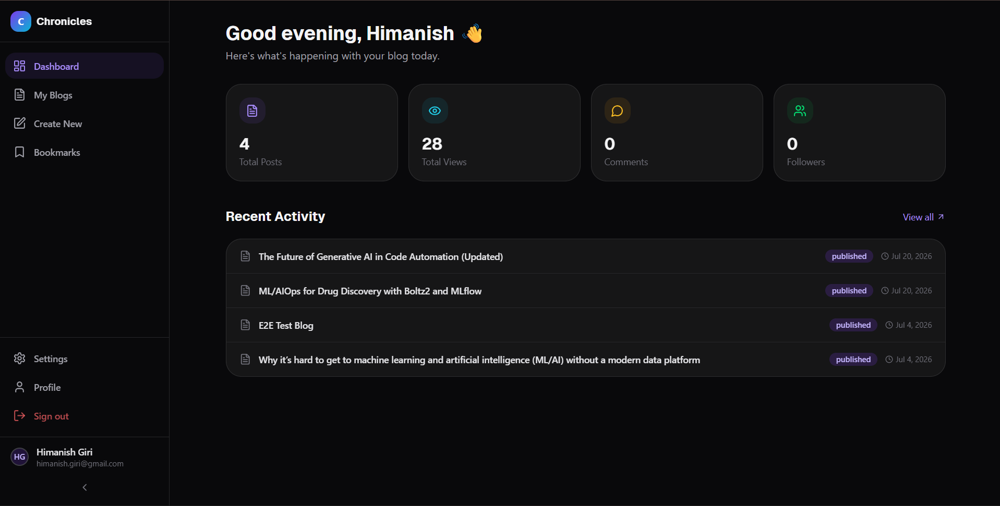 C
Chronicles
Dashboard
My Blogs
Create New
Bookmarks
Settings
Profile
Sign out
HG
Himanish Giri
himanish.giri@gmail.com
Good evening, Himanish 👋
Here's what's happening with your blog today.
4
Total Posts
28
Total Views
0
Comments
0
Followers
Recent Activity
View all
The Future of Generative AI in Code Automation (Updated) published Jul 20, 2026
ML/AIOps for Drug Discovery with Boltz2 and MLflow published Jul 20, 2026
E2E Test Blog published Jul 4, 2026
Why it’s hard to get to machine learning and artificial intelligence (ML/AI) without a modern data platform published Jul 4, 2026